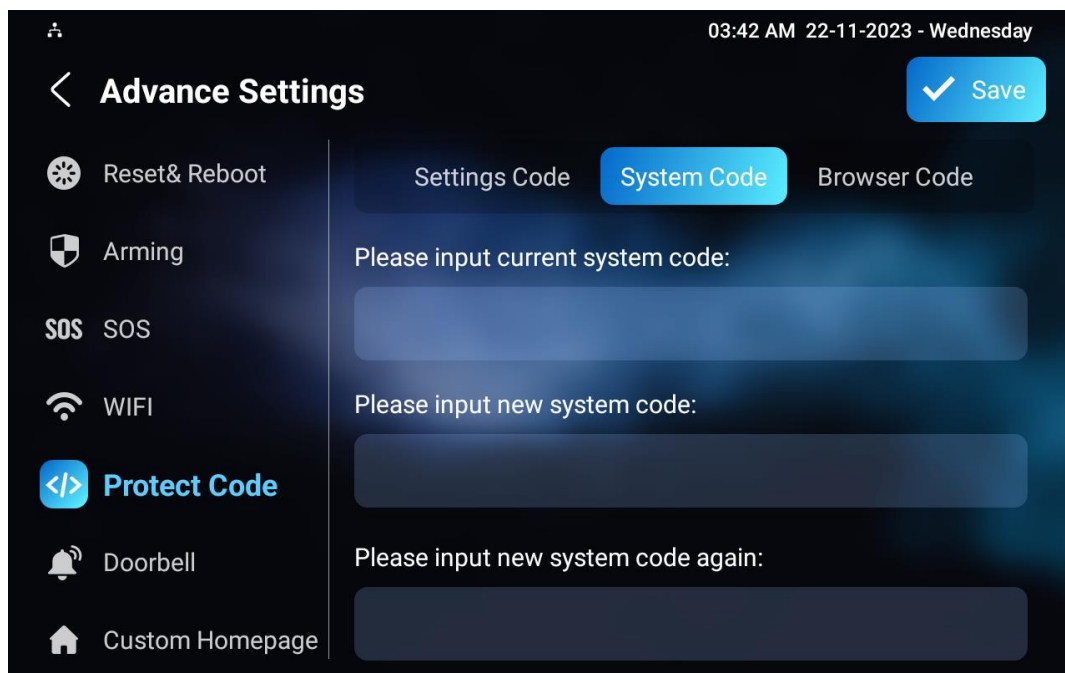 03:42 AM 22-11-2023 - Wednesday
Advance Settings
Save
Reset& Reboot
Arming
SOS SOS
WIFI
Protect Code
Doorbell
Custom Homepage
Settings Code System Code Browser Code
Please input current system code:
Please input new system code:
Please input new system code again: